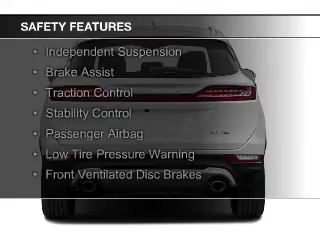 SAFETY FEATURES
• Independent Suspension
• Brake Assist
• Traction Control
• Stability Control
• Passenger Airbag
• Low Tire Pressure Warning
• Front Ventilated Disc Brakes